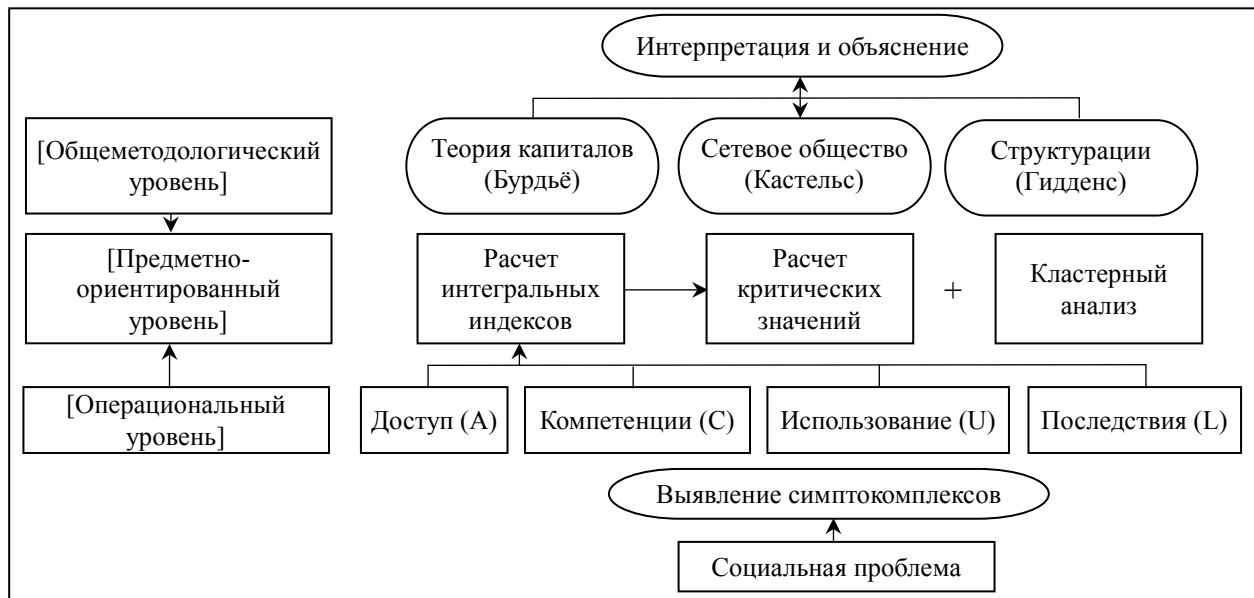 Интерпретация и объяснение
[Общеметодологический
уровень]
Теория капиталов
(Бурдьё)
Сетевое общество
(Кастельс)
Структурации
(Гидденс)
[Предметно-
ориентированный
уровень]
Расчет
интегральных
индексов
Расчет
критических
значений
+
Кластерный
анализ
[Операциональный
уровень]
Доступ (А)
Компетенции (С)
Использование (U)
Последствия (L)
Выявление симптокомплексов
Социальная проблема